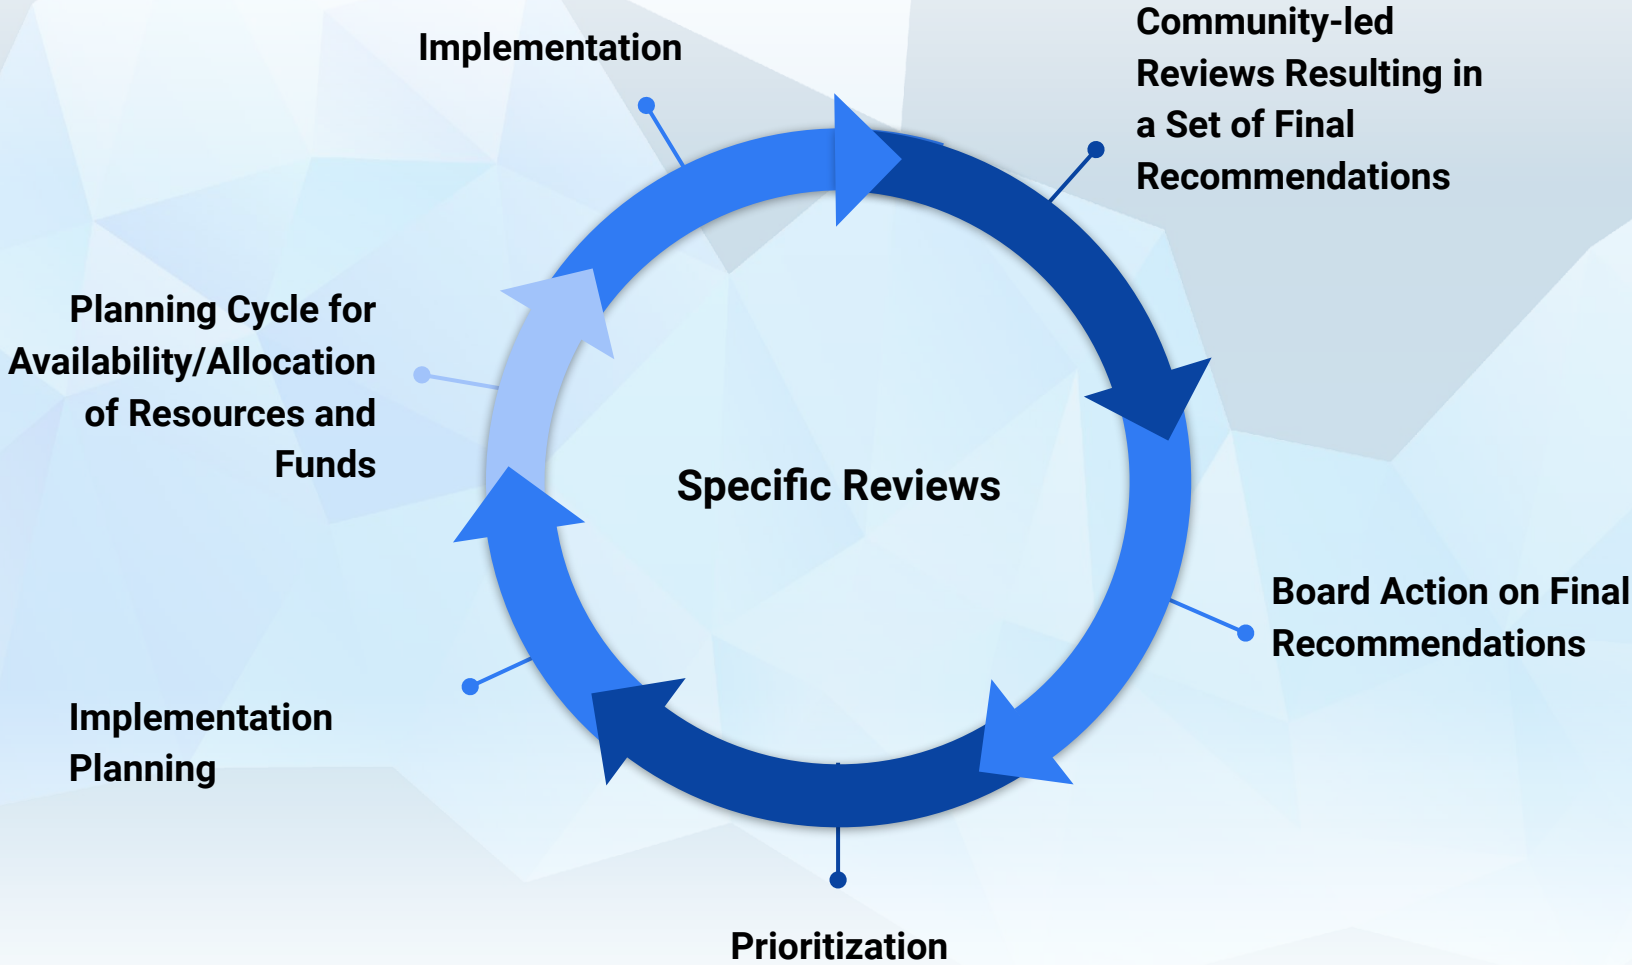 Implementation
Community-led
Reviews Resulting in
a Set of Final
Recommendations
Planning Cycle for
Availability/Allocation
of Resources and
Funds
Specific Reviews
Board Action on Final
Recommendations
Implementation
Planning
Prioritization